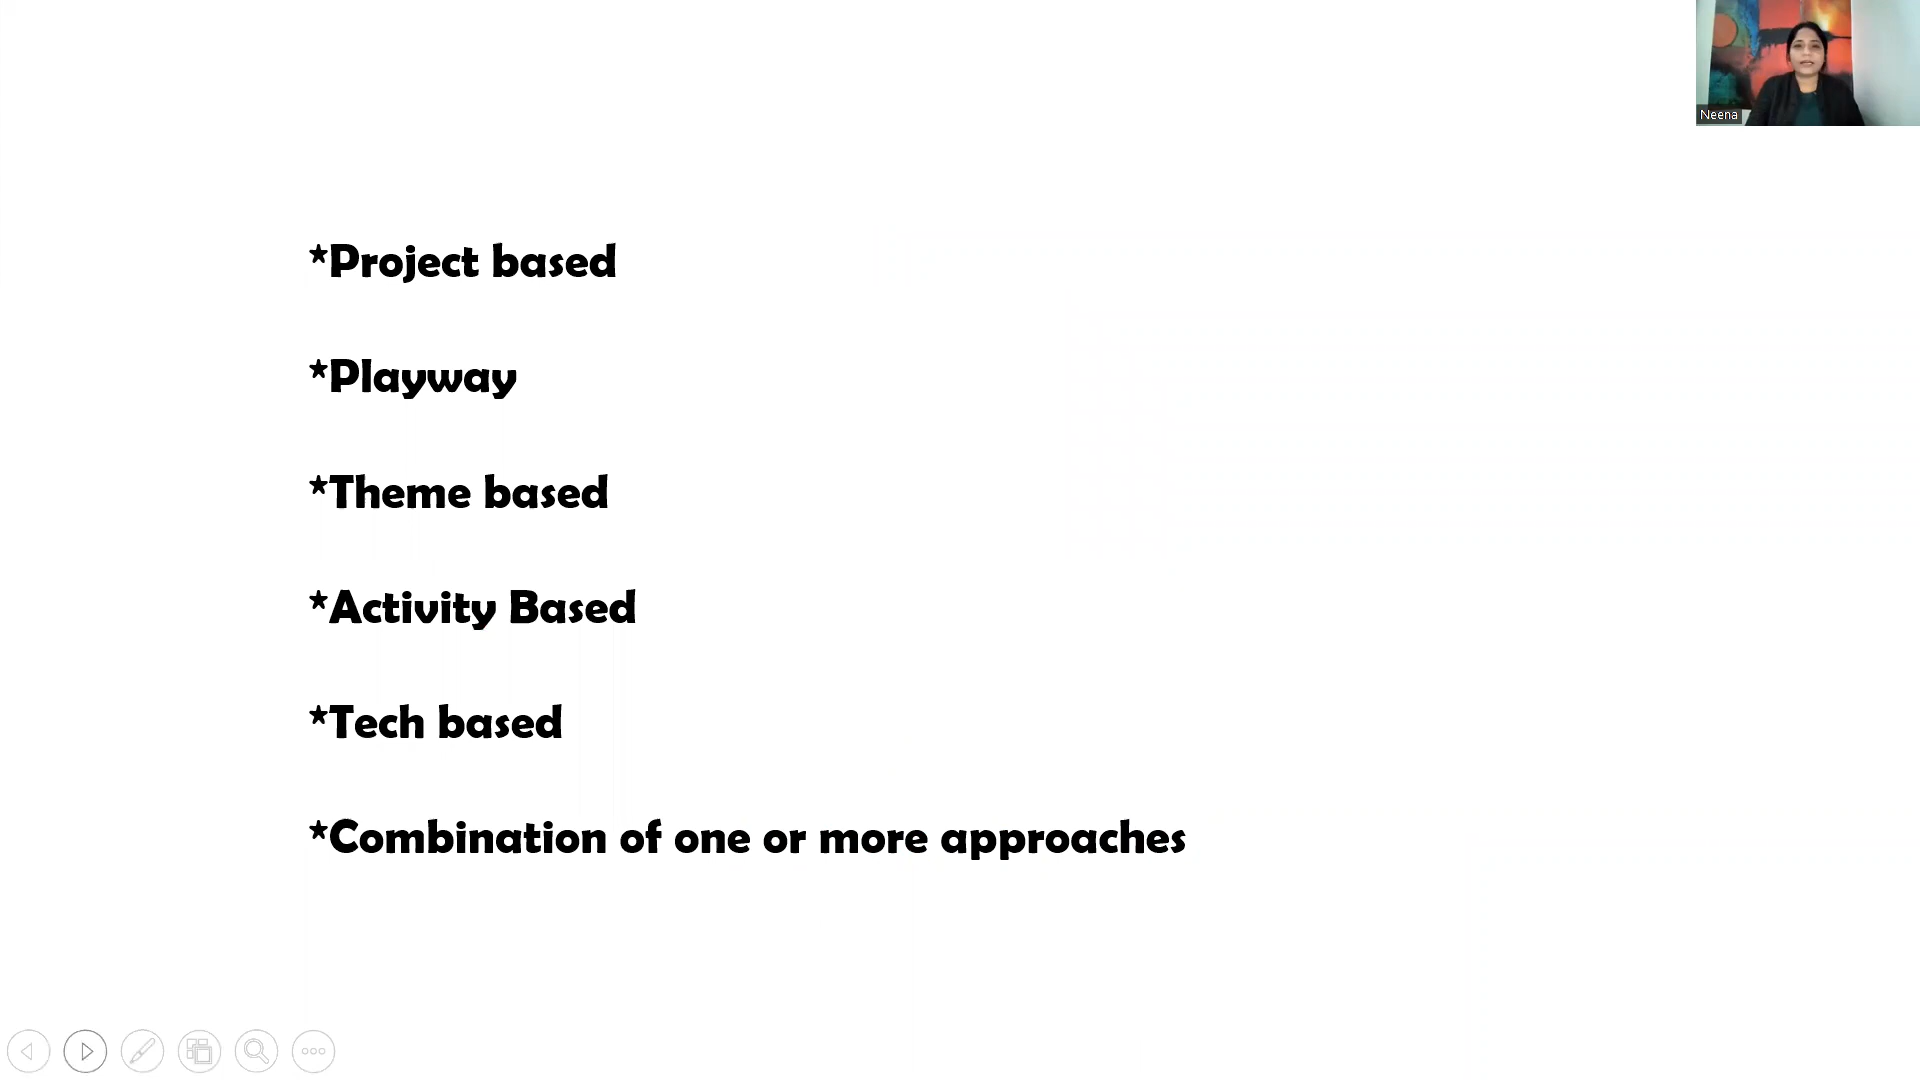 Neena
*Project based
*Playway
*Theme based
*Activity Based
*Tech based
*Combination of one or more approaches